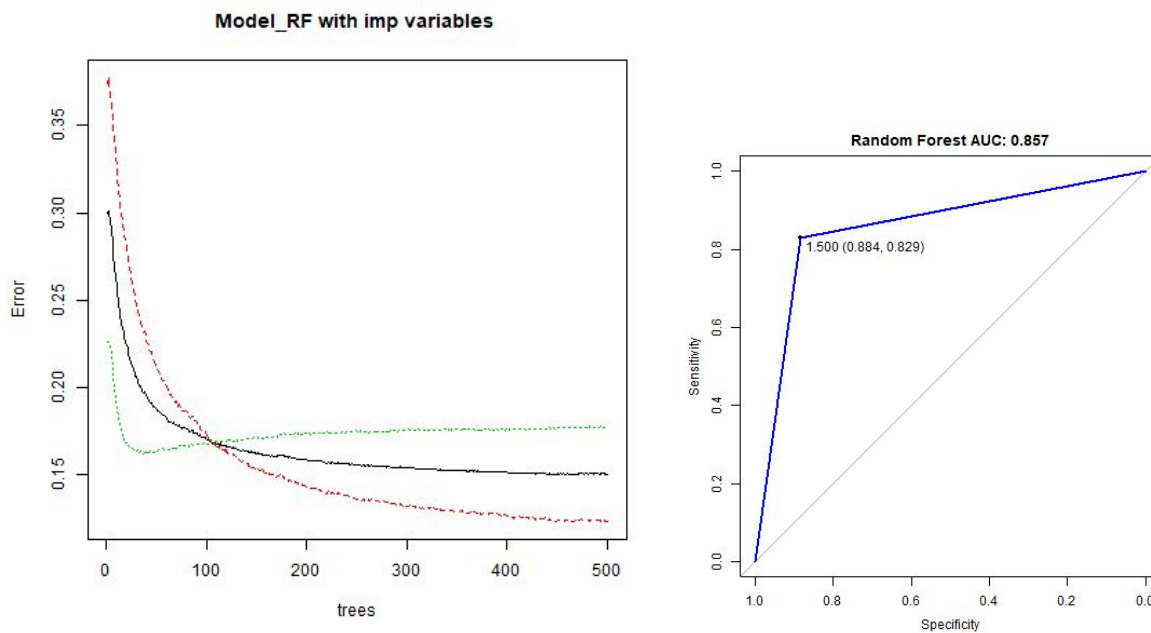 Model_RF with imp variables
Error
0.35
0.30
0.25
0.20
0.15
0 100 200 300 400 500
trees
Random Forest AUC: 0.857
Sensitivity
1.0
0.8
0.6
0.4
0.2
0.0
1.500 (0.884, 0.829)
1.0 0.8 0.6 0.4 0.2 0.0
Specificity